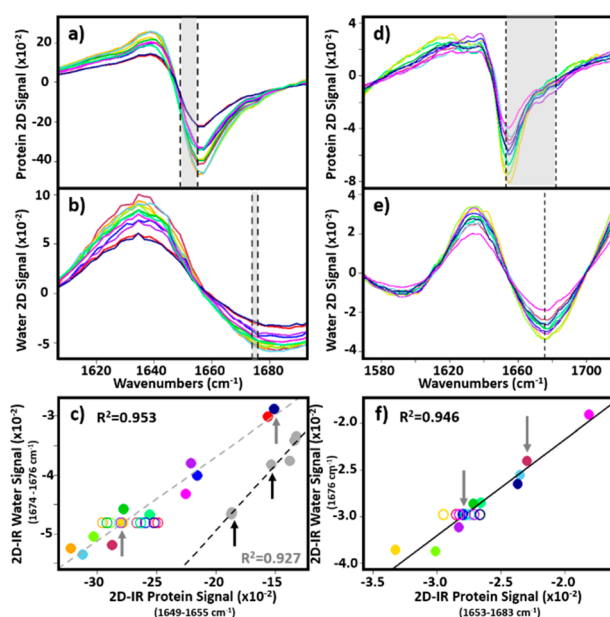 a)
Protein 2D Signal (x10⁻²)
20
0
-20
-40
b)
Water 2D Signal (x10⁻²)
10
5
0
-5
1620 1640 1660 1680
Wavenumbers (cm⁻¹)
c)
R²=0.953
2D-IR Water Signal (x10⁻²)
(1674 -1676 cm⁻¹)
-3
-4
-5
R²=0.927
-30 -25 -20 -15
2D-IR Protein Signal (x10⁻²)
(1649-1655 cm⁻¹)
d)
Protein 2D Signal (x10⁻²)
4
0
-4
-8
e)
Water 2D Signal (x10⁻²)
4
2
0
-2
-4
1580 1620 1660 1700
Wavenumbers (cm⁻¹)
f)
R²=0.946
2D-IR Water Signal (x10⁻²)
(1676 cm⁻¹)
-2.0
-2.5
-3.0
-4.0
-3.5 -3.0 -2.5 -2.0
2D-IR Protein Signal (x10⁻²)
(1653-1683 cm⁻¹)